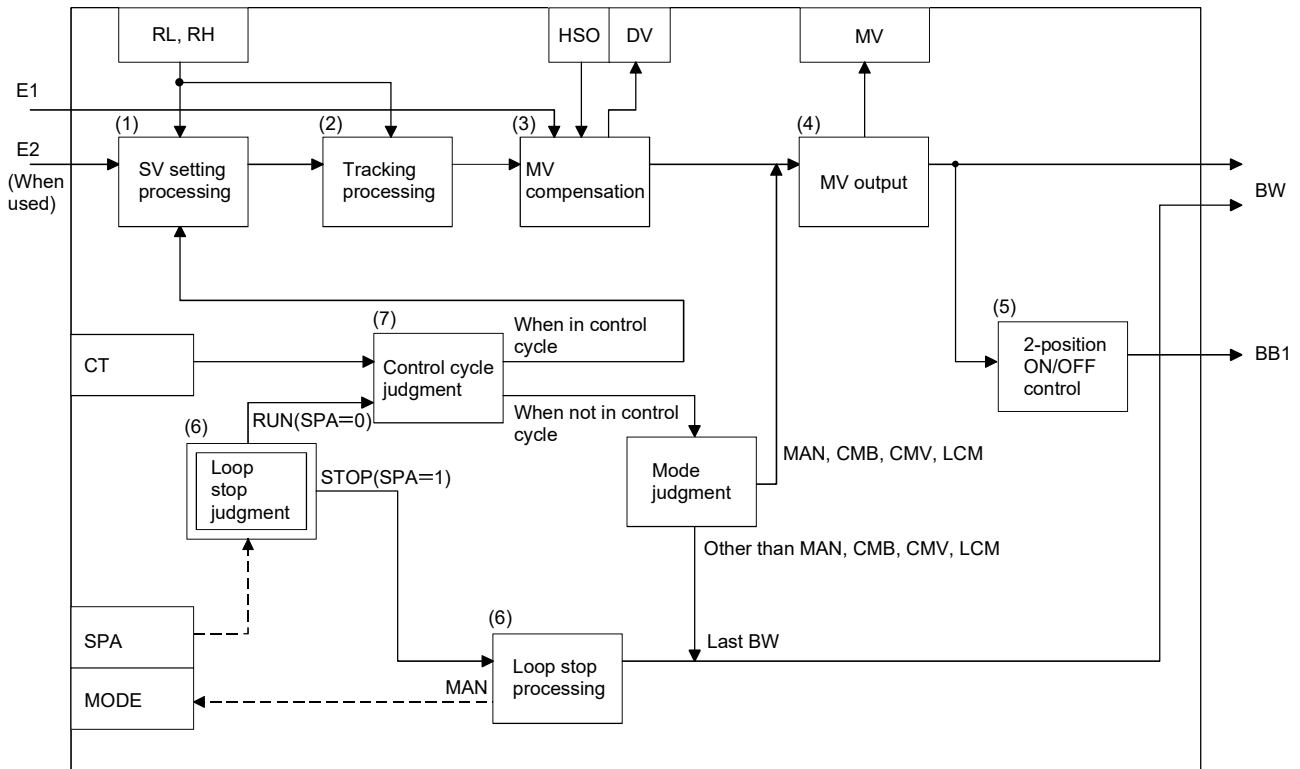 RL, RH
HSO
DV
MV
E1
(1)
(2)
(3)
(4)
E2
(When
used)
SV setting
processing
Tracking
processing
MV
compensation
MV output
BW
(5)
2-position
ON/OFF
control
BB1
(7)
When in control
cycle
CT
Control cycle
judgment
When not in control
cycle
RUN(SPA=0)
(6)
Loop
stop
judgment
STOP(SPA=1)
Mode
judgment
MAN, CMB, CMV, LCM
Other than MAN, CMB, CMV, LCM
(6)
SPA
Last BW
Loop stop
processing
MAN
MODE